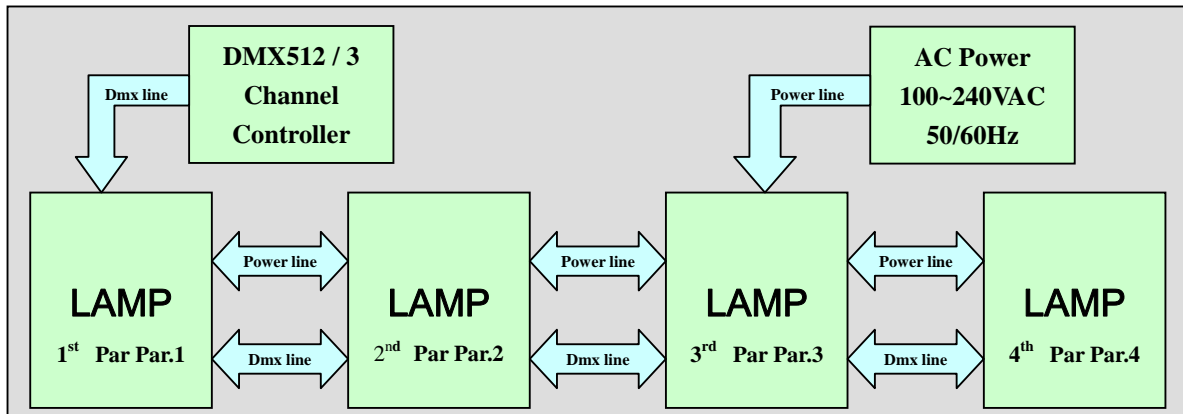 DMX512 / 3
Channel
Controller
AC Power
100~240VAC
50/60Hz
Dmx line
Power line
Power line
Power line
Power line
LAMP
LAMP
LAMP
LAMP
1st Par Par.1
2nd Par Par.2
3rd Par Par.3
4th Par Par.4
Dmx line
Dmx line
Dmx line